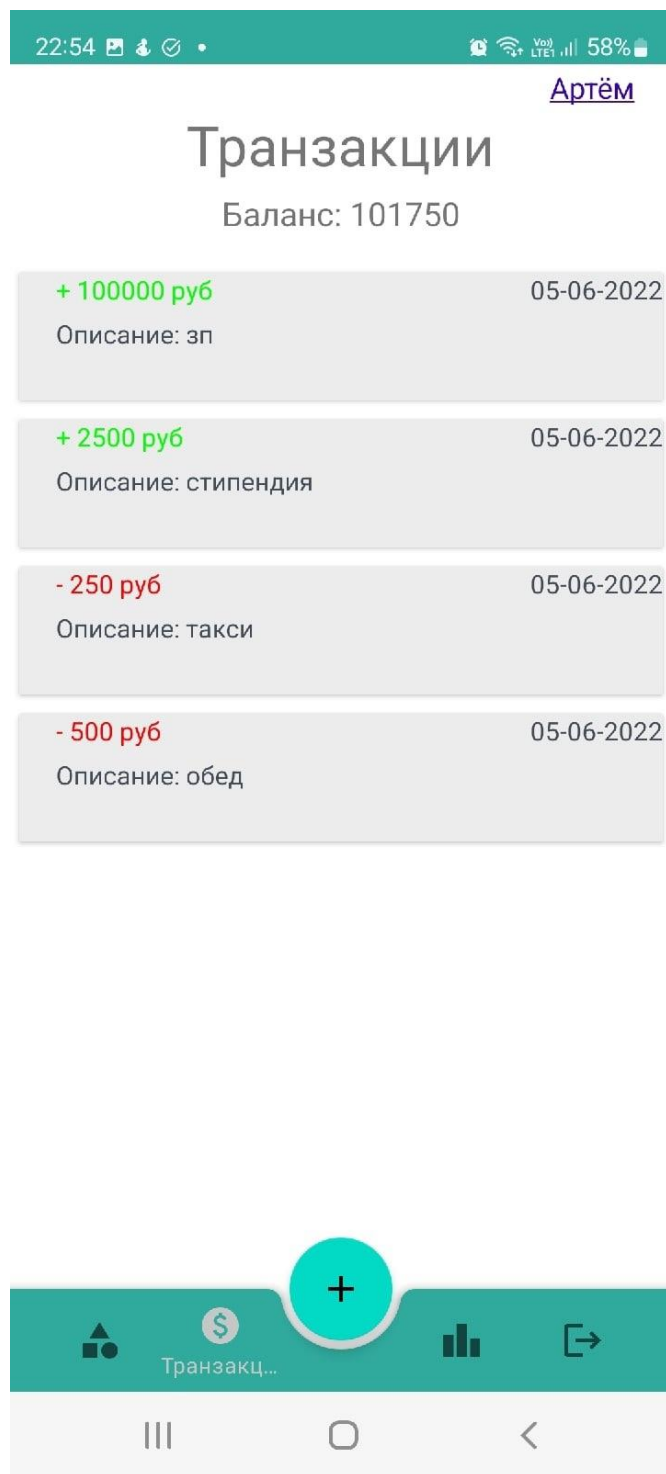 22:54 58%
Артём
Транзакции
Баланс: 101750
+ 100000 руб 05-06-2022
Описание: зп
+ 2500 руб 05-06-2022
Описание: стипендия
- 250 руб 05-06-2022
Описание: такси
- 500 руб 05-06-2022
Описание: обед
+
Транзакц...